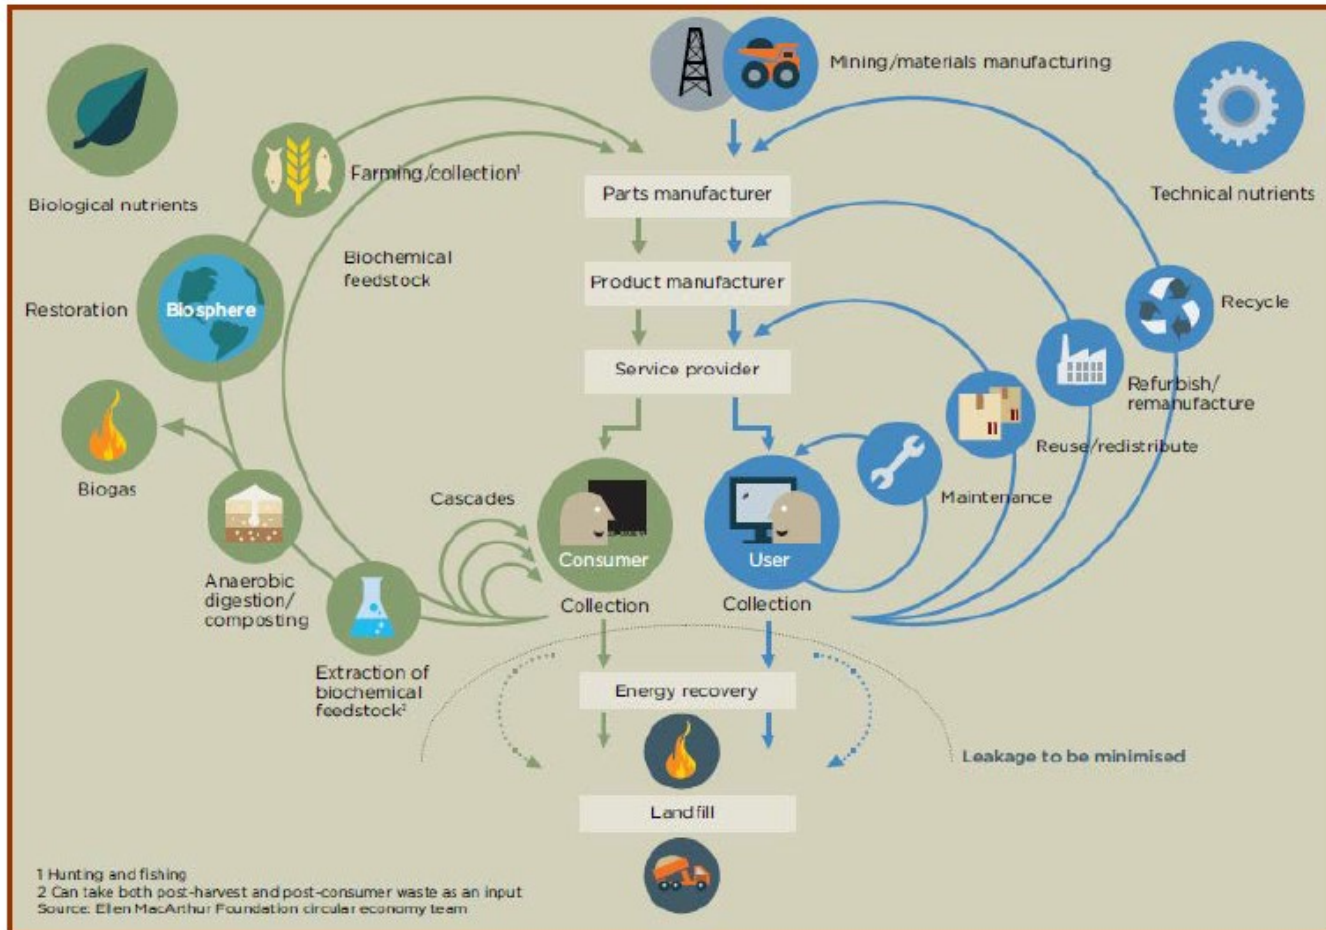 Mining/materials manufacturing
Biological nutrients
Farming/collection¹
Parts manufacturer
Technical nutrients
Biochemical
feedstock
Product manufacturer
Restoration
Biosphere
Recycle
Service provider
Refurbish/
remanufacture
Reuse/redistribute
Biogas
Cascades
Maintenance
Consumer
User
Anaerobic
digestion/
composting
Collection
Collection
Extraction of
biochemical
feedstock²
Energy recovery
Leakage to be minimised
Landfill
1 Hunting and fishing
2 Can take both post-harvest and post-consumer waste as an input
Source: Ellen MacArthur Foundation circular economy team